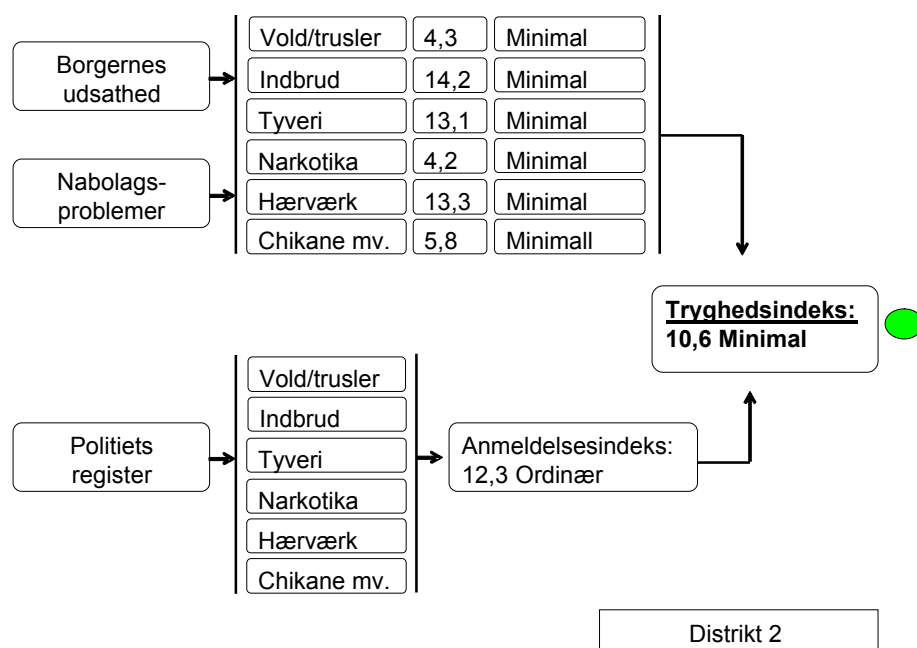 Borgernes
udsathed
Nabolags-
problemer
Vold/trusler 4,3 Minimal
Indbrud 14,2 Minimal
Tyveri 13,1 Minimal
Narkotika 4,2 Minimal
Hærværk 13,3 Minimal
Chikane mv. 5,8 Minimall
Tryghedsindeks:
10,6 Minimal
Politiets
register
Vold/trusler
Indbrud
Tyveri
Narkotika
Hærværk
Chikane mv.
Anmeldelsesindeks:
12,3 Ordinær
Distrikt 2